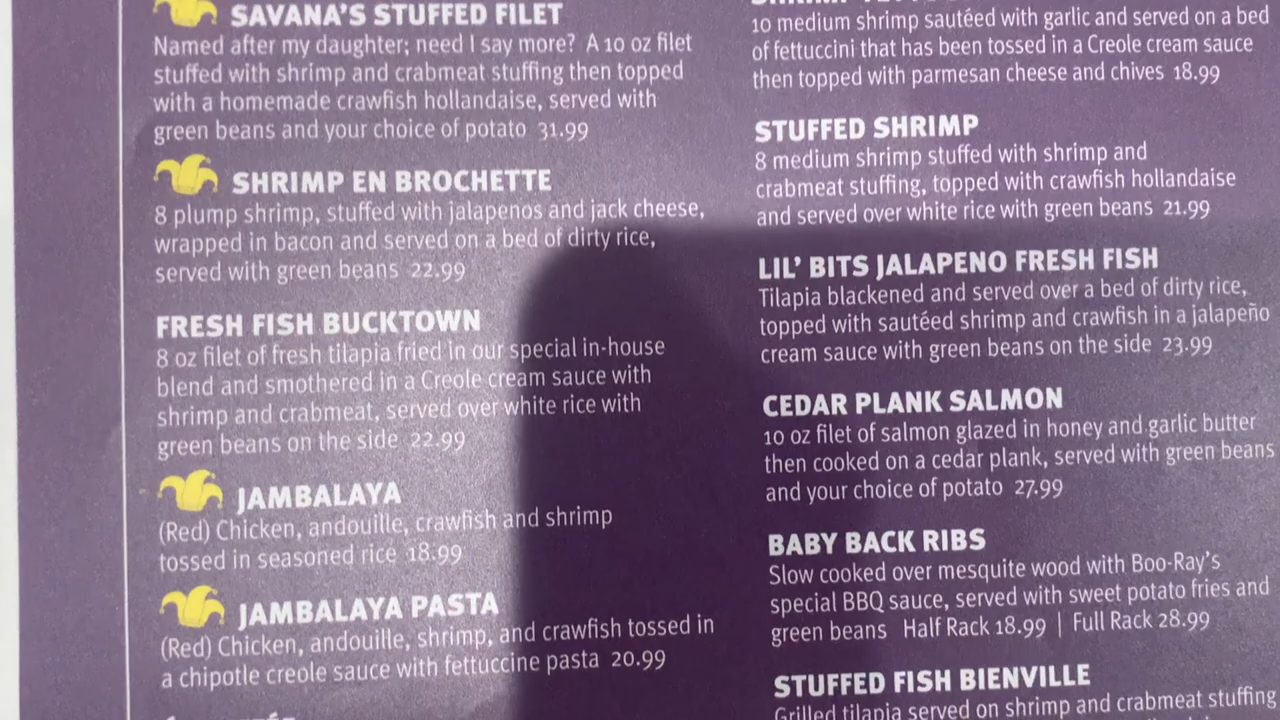 SAVANA'S STUFFED FILET
Named after my daughter; need I say more? A 10 oz filet
stuffed with shrimp and crabmeat stuffing then topped
with a homemade crawfish hollandaise, served with
green beans and your choice of potato 31.99
SHRIMP EN BROCHETTE
8 plump shrimp, stuffed with jalapenos and jack cheese,
wrapped in bacon and served on a bed of dirty rice,
served with green beans 22.99
FRESH FISH BUCKTOWN
8 oz filet of fresh tilapia fried in our special in-house
blend and smothered in a Creole cream sauce with
shrimp and crabmeat, served over white rice with
green beans on the side 22.99
JAMBALAYA
(Red) Chicken, andouille, crawfish and shrimp
tossed in seasoned rice 18.99
JAMBALAYA PASTA
(Red) Chicken, andouille, shrimp, and crawfish tossed in
a chipotle creole sauce with fettuccine pasta 20.99
10 medium shrimp sautéed with garlic and served on a bed
of fettuccini that has been tossed in a Creole cream sauce
then topped with parmesan cheese and chives 18.99
STUFFED SHRIMP
8 medium shrimp stuffed with shrimp and
crabmeat stuffing, topped with crawfish hollandaise
and served over white rice with green beans 21.99
LIL' BITS JALAPENO FRESH FISH
Tilapia blackened and served over a bed of dirty rice,
topped with sautéed shrimp and crawfish in a jalapeño
cream sauce with green beans on the side 23.99
CEDAR PLANK SALMON
10 oz filet of salmon glazed in honey and garlic butter
then cooked on a cedar plank, served with green beans
and your choice of potato 27.99
BABY BACK RIBS
Slow cooked over mesquite wood with Boo-Ray's
special BBQ sauce, served with sweet potato fries and
green beans Half Rack 18.99 | Full Rack 28.99
STUFFED FISH BIENVILLE
Grilled tilapia served on shrimp and crabmeat stuffing